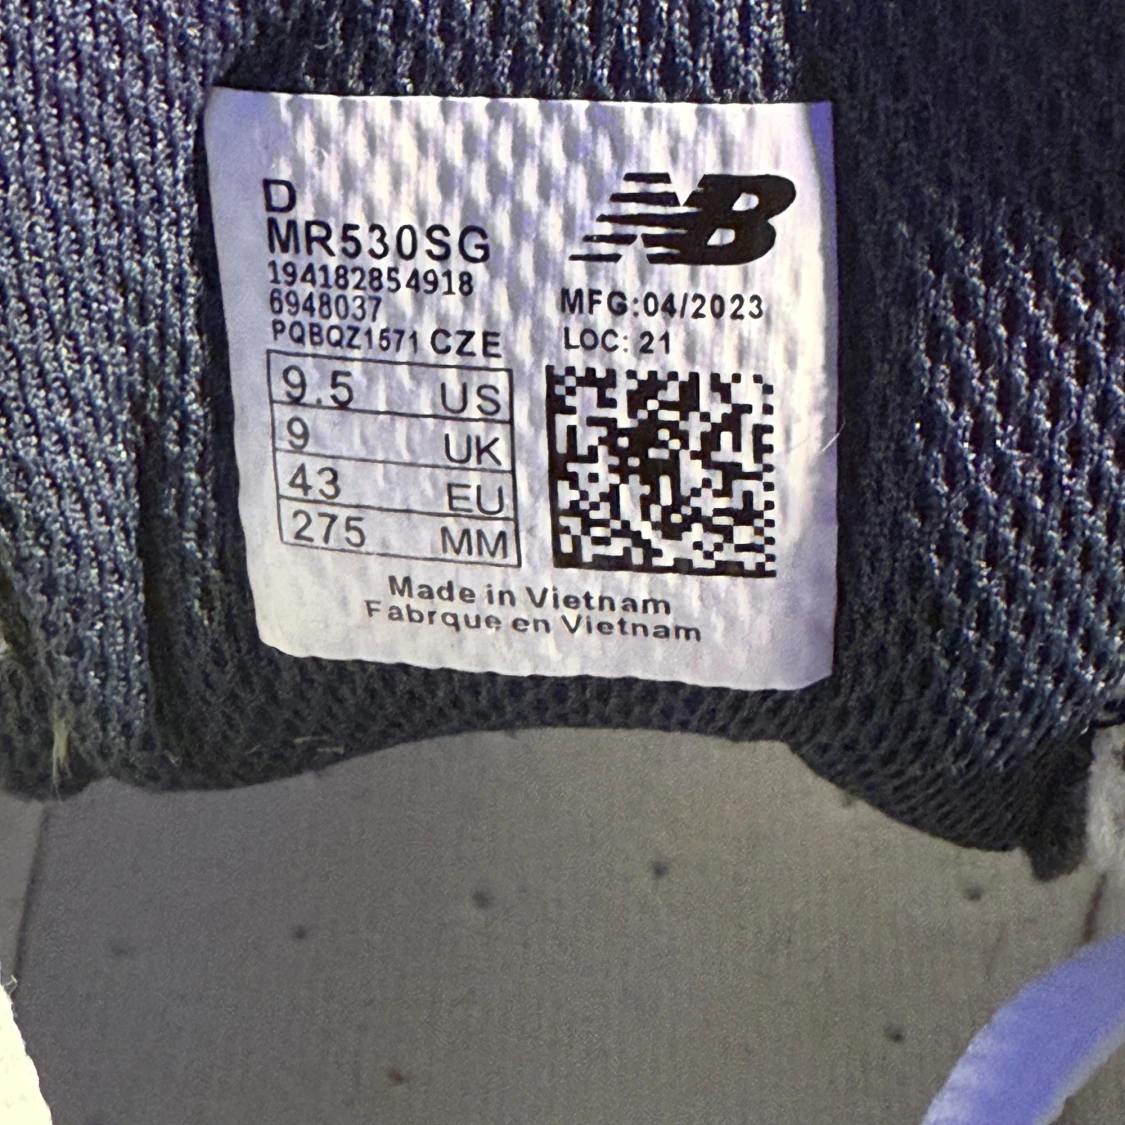 D
MR530SG
194182854918
6948037
PQBQZ1571 CZE
9.5 US
9 UK
43 EU
275 MM
NB
MFG:04/2023
LOC: 21
Made in Vietnam
Fabrque en Vietnam